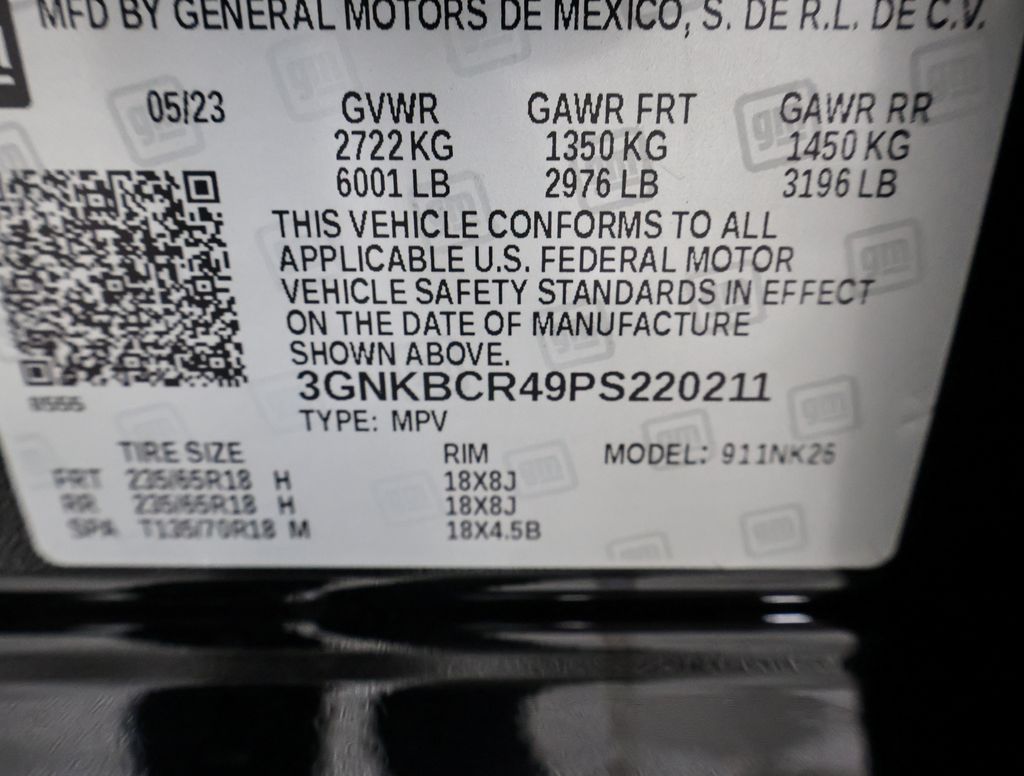 MFD BY GENERAL MOTORS DE MEXICO, S. DE R.L. DE C.V.
05/23 GVWR GAWR FRT GAWR RR
2722 KG 1350 KG 1450 KG
6001 LB 2976 LB 3196 LB
THIS VEHICLE CONFORMS TO ALL
APPLICABLE U.S. FEDERAL MOTOR
VEHICLE SAFETY STANDARDS IN EFFECT
ON THE DATE OF MANUFACTURE
SHOWN ABOVE.
3GNKBCR49PS220211
TYPE: MPV
TIRE SIZE RIM MODEL: 911NK26
FRT 235/65R18 H 18X8J
RR 235/65R18 H 18X8J
SPA T135/70R18 M 18X4.5B